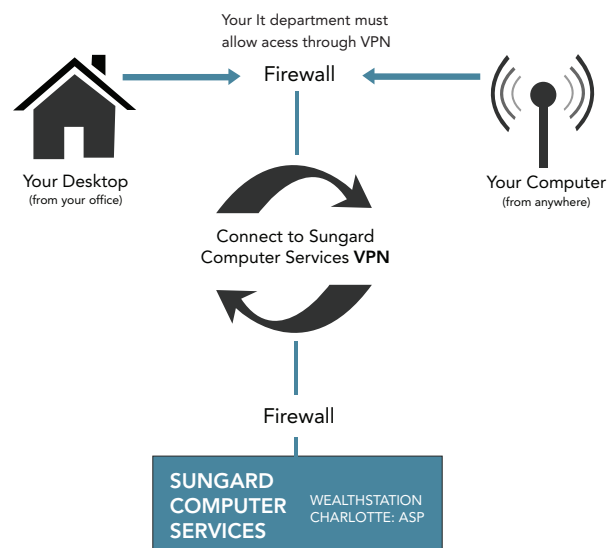 Your It department must
allow acess through VPN
Firewall
Your Desktop
(from your office)
Your Computer
(from anywhere)
Connect to Sungard
Computer Services VPN
Firewall
SUNGARD
COMPUTER
SERVICES
WEALTHSTATION
CHARLOTTE: ASP